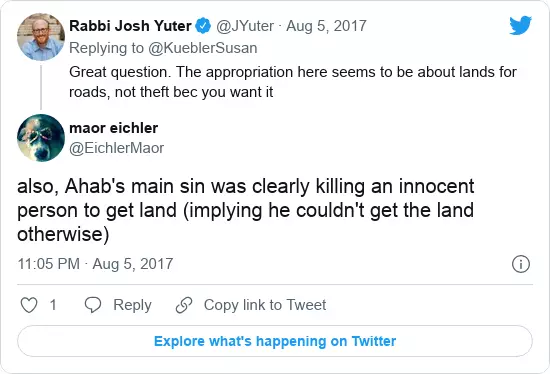 Rabbi Josh Yuter @JYuter · Aug 5, 2017
Replying to @KueblerSusan
Great question. The appropriation here seems to be about lands for
roads, not theft bec you want it
maor eichler
@EichlerMaor
also, Ahab's main sin was clearly killing an innocent
person to get land (implying he couldn't get the land
otherwise)
11:05 PM · Aug 5, 2017
1 Reply Copy link to Tweet
Explore what's happening on Twitter